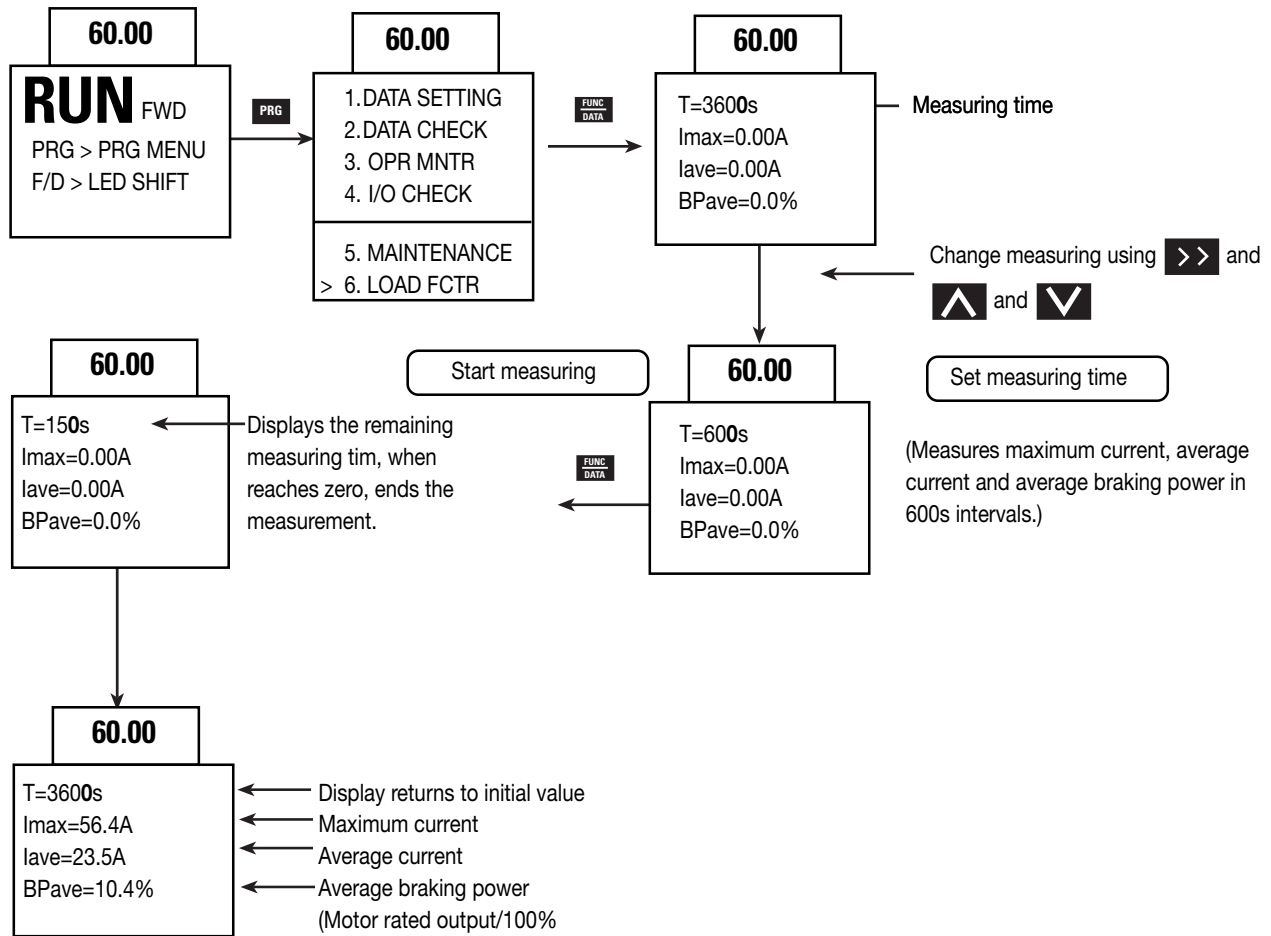 60.00
RUN FWD
PRG > PRG MENU
F/D > LED SHIFT
PRG
60.00
1.DATA SETTING
2.DATA CHECK
3. OPR MNTR
4. I/O CHECK
5. MAINTENANCE
> 6. LOAD FCTR
FUNC
DATA
60.00
T=3600s
Imax=0.00A
Iave=0.00A
BPave=0.0%
Measuring time
Change measuring using >> and
∧ and ∨
60.00
T=600s
Imax=0.00A
Iave=0.00A
BPave=0.0%
Set measuring time
(Measures maximum current, average
current and average braking power in
600s intervals.)
Start measuring
FUNC
DATA
60.00
T=150s
Imax=0.00A
Iave=0.00A
BPave=0.0%
Displays the remaining
measuring tim, when
reaches zero, ends the
measurement.
60.00
T=3600s
Imax=56.4A
Iave=23.5A
BPave=10.4%
Display returns to initial value
Maximum current
Average current
Average braking power
(Motor rated output/100%